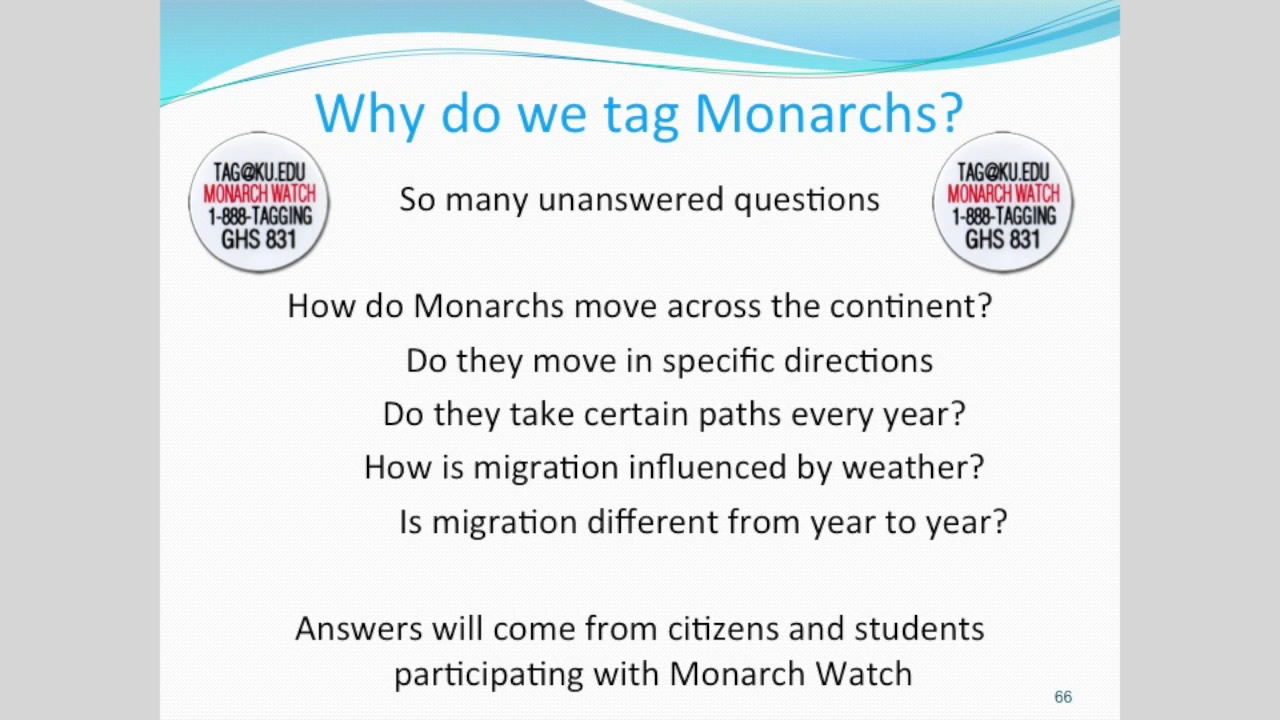 Why do we tag Monarchs?
TAG@KU.EDU
MONARCH WATCH
1-888-TAGGING
GHS 831
TAG@KU.EDU
MONARCH WATCH
1-888-TAGGING
GHS 831
So many unanswered questions
How do Monarchs move across the continent?
Do they move in specific directions
Do they take certain paths every year?
How is migration influenced by weather?
Is migration different from year to year?
Answers will come from citizens and students
participating with Monarch Watch
66